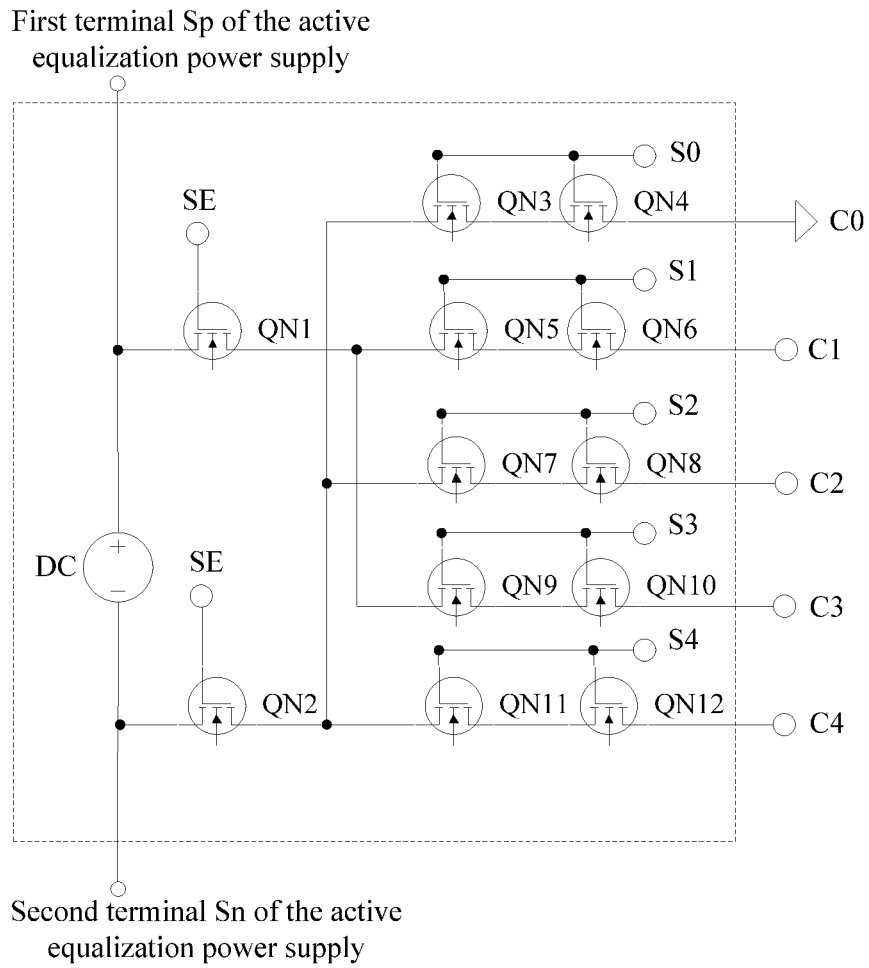 First terminal Sp of the active
equalization power supply
S0
SE
QN3
QN4
C0
S1
QN1
QN5
QN6
C1
S2
QN7
QN8
C2
S3
DC
+
−
SE
QN9
QN10
C3
S4
QN2
QN11
QN12
C4
Second terminal Sn of the active
equalization power supply